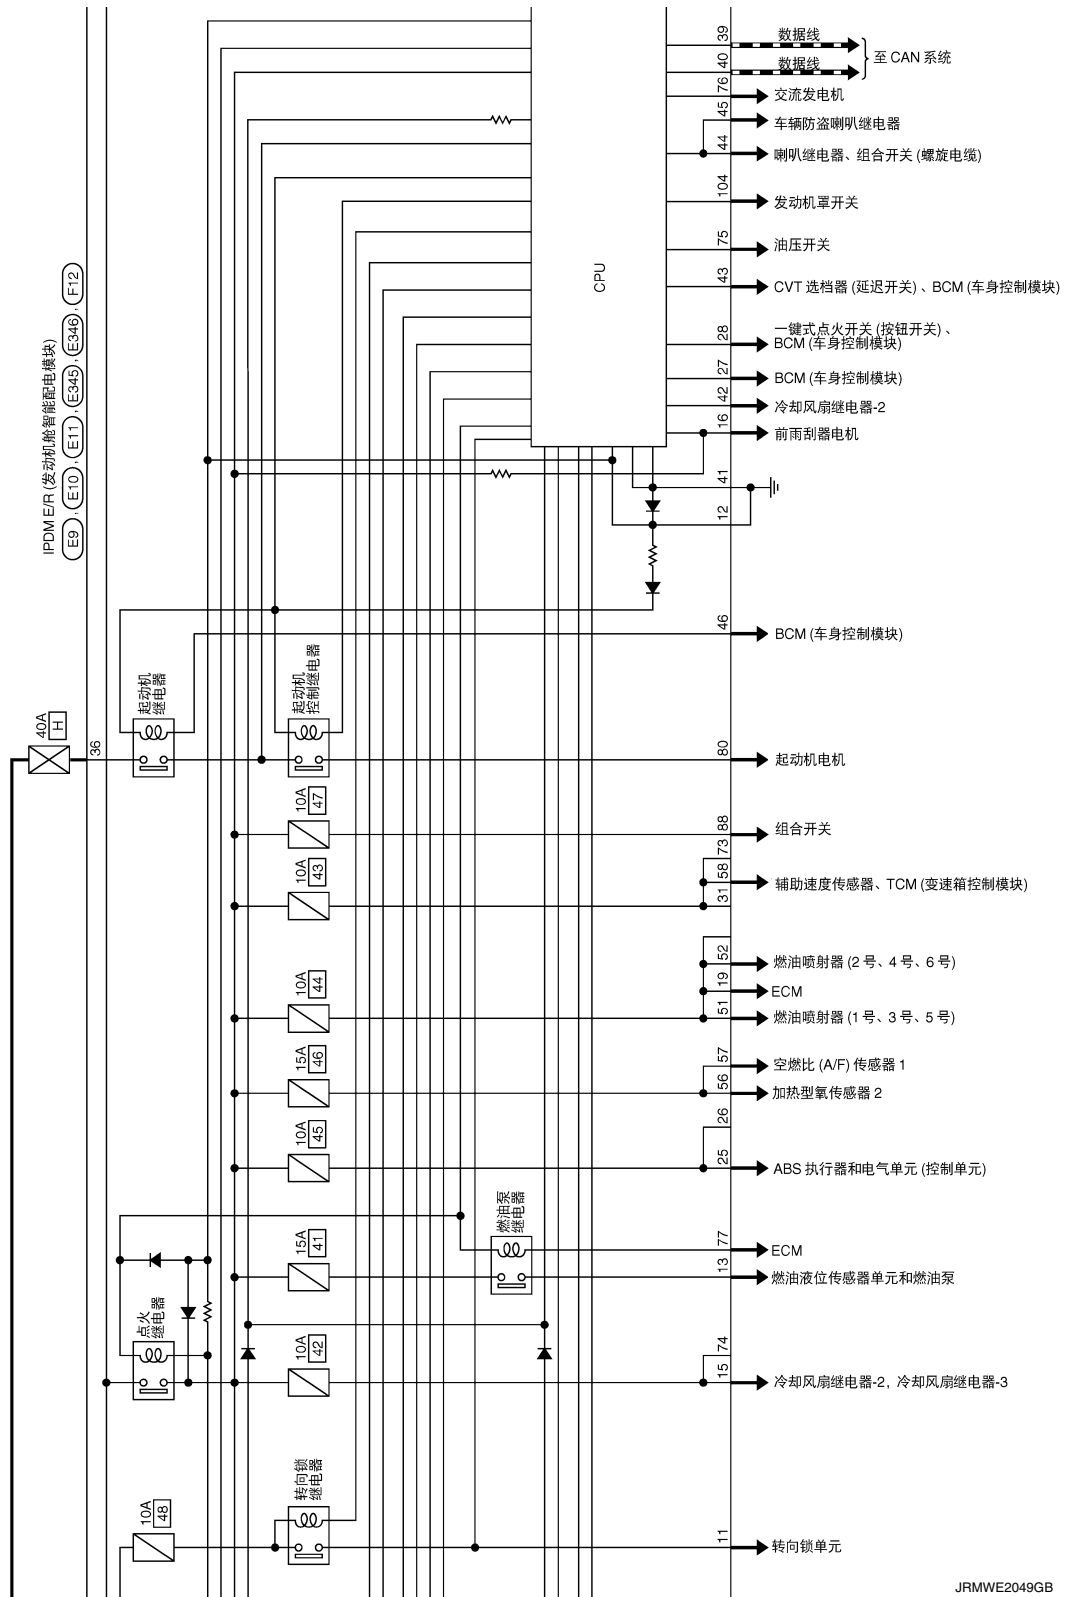 39
数据线
40
数据线
至 CAN 系统
76
交流发电机
45
车辆防盗喇叭继电器
44
喇叭继电器、组合开关 (螺旋电缆)
104
发动机罩开关
75
油压开关
CPU
43
CVT 选档器 (延迟开关) 、BCM (车身控制模块)
28
一键式点火开关 (按钮开关) 、
BCM (车身控制模块)
27
BCM (车身控制模块)
42
冷却风扇继电器-2
16
前雨刮器电机
IPDM E/R (发动机舱智能配电模块)
E9 , E10 , E11 , E345 , E346 , F12
41
12
46
BCM (车身控制模块)
起动机
继电器
起动机
控制继电器
40A
H
36
80
起动机电机
10A
47
88
组合开关
10A
43
73
58
31
辅助速度传感器、TCM (变速箱控制模块)
10A
44
52
燃油喷射器 (2 号、4 号、6 号)
19
ECM
51
燃油喷射器 (1 号、3 号、5 号)
15A
46
57
空燃比 (A/F) 传感器 1
56
加热型氧传感器 2
10A
45
26
25
ABS 执行器和电气单元 (控制单元)
燃油泵
继电器
15A
41
77
ECM
13
燃油液位传感器单元和燃油泵
点火
继电器
10A
42
74
15
冷却风扇继电器-2, 冷却风扇继电器-3
转向锁
继电器
10A
48
11
转向锁单元
JRMWE2049GB